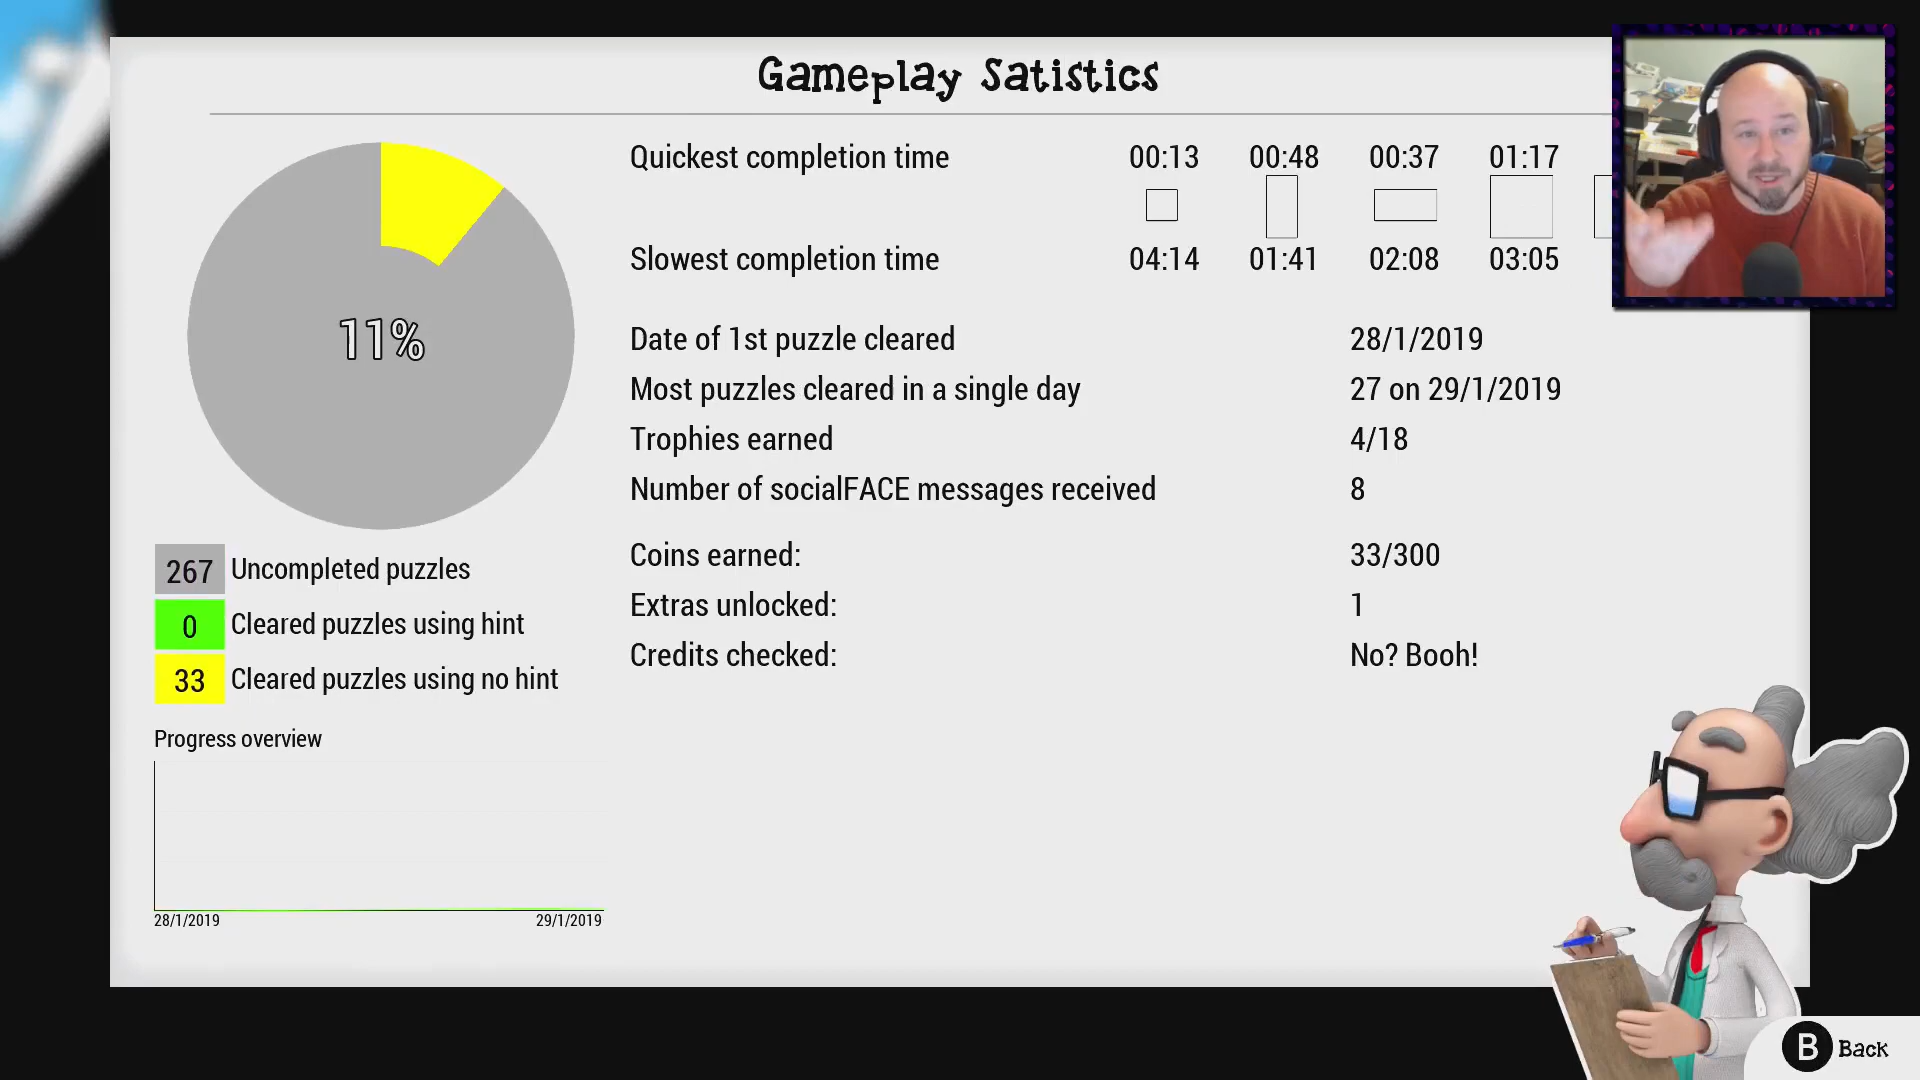 Gameplay Satistics
Quickest completion time 00:13 00:48 00:37 01:17
Slowest completion time 04:14 01:41 02:08 03:05
11%
Date of 1st puzzle cleared 28/1/2019
Most puzzles cleared in a single day 27 on 29/1/2019
Trophies earned 4/18
Number of socialFACE messages received 8
Coins earned: 33/300
Extras unlocked: 1
Credits checked: No? Booh!
267 Uncompleted puzzles
0 Cleared puzzles using hint
33 Cleared puzzles using no hint
Progress overview
28/1/2019 29/1/2019
B Back